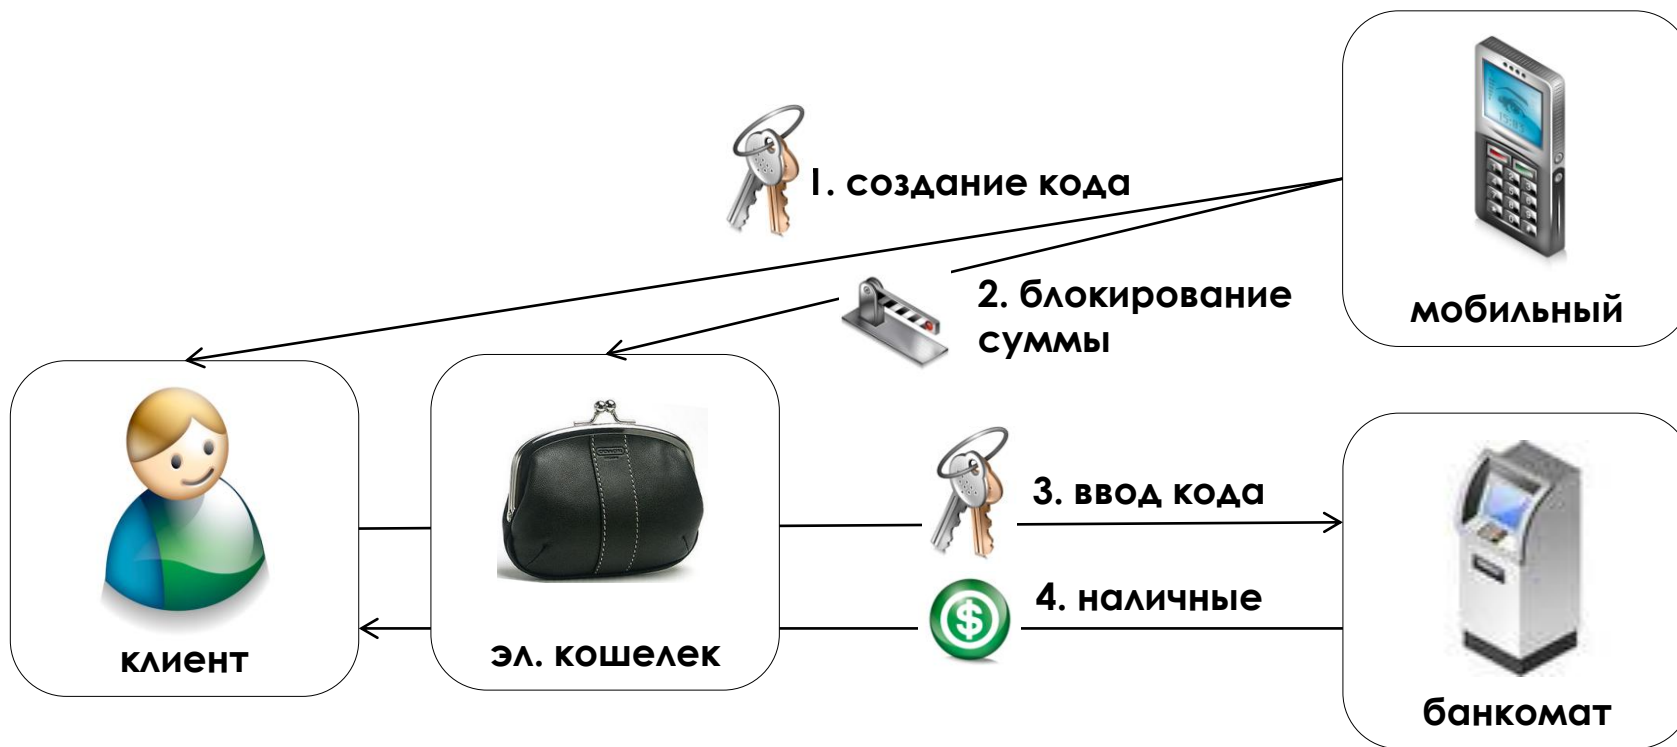 1. создание кода
2. блокирование
суммы
мобильный
3. ввод кода
4. наличные
клиент
эл. кошелек
банкомат